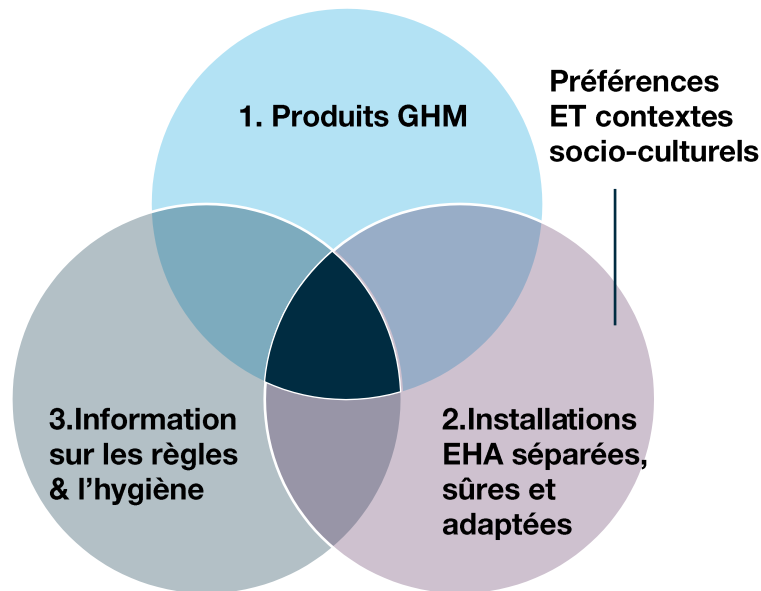 1. Produits GHM
Préférences
ET contextes
socio-culturels
3.Information
sur les règles
& l’hygiène
2.Installations
EHA séparées,
sûres et
adaptées